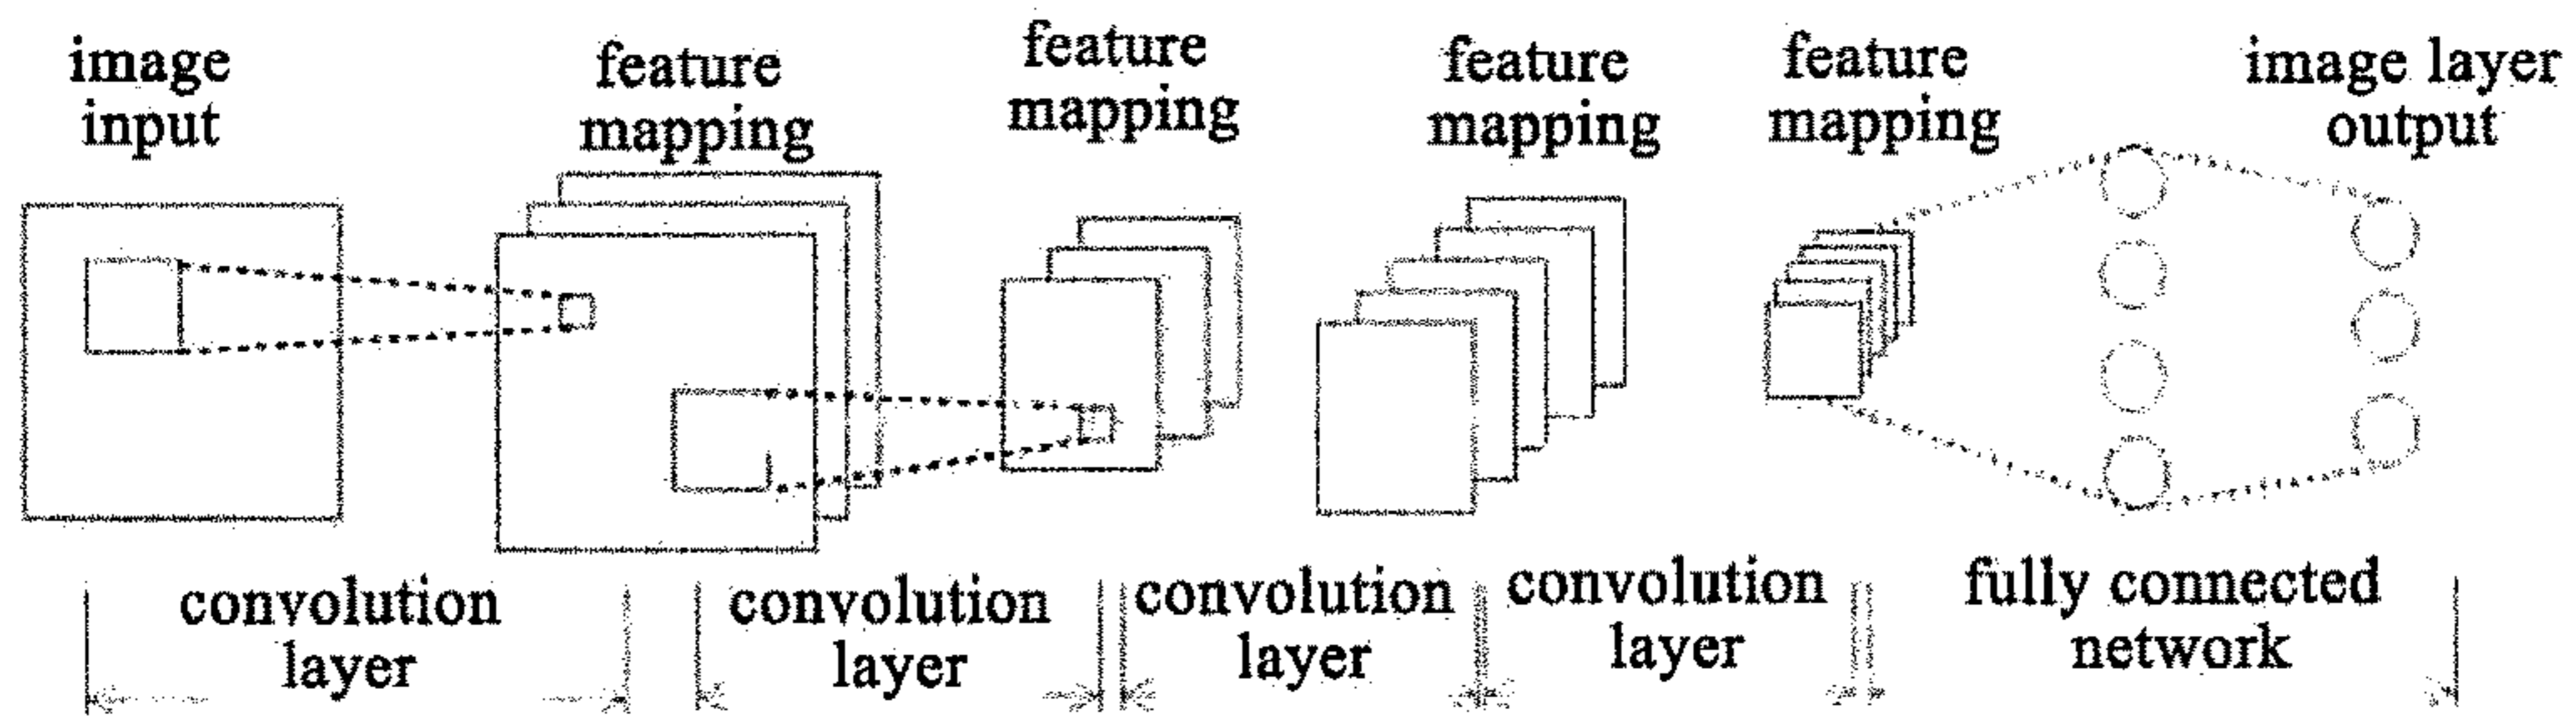 image
input
feature
mapping
feature
mapping
feature
mapping
feature
mapping
image layer
output
convolution
layer
convolution
layer
convolution
layer
convolution
layer
fully connected
network